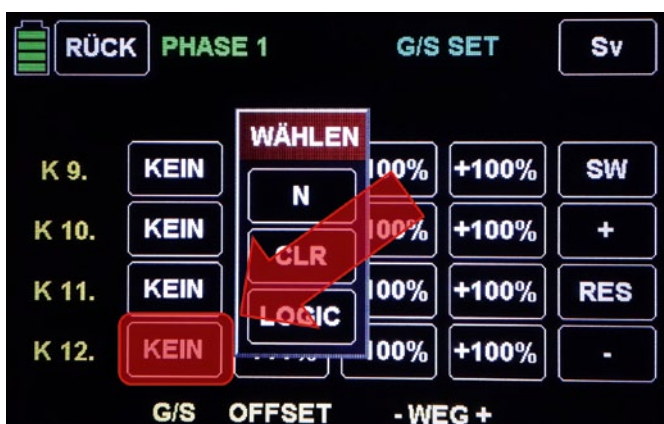 RÜCK PHASE 1 G/S SET Sv
WÄHLEN
K 9. KEIN N 100% +100% SW
K 10. KEIN CLR 100% +100% +
K 11. KEIN LOGIC 100% +100% RES
K 12. KEIN 100% +100% -
G/S OFFSET - WEG +